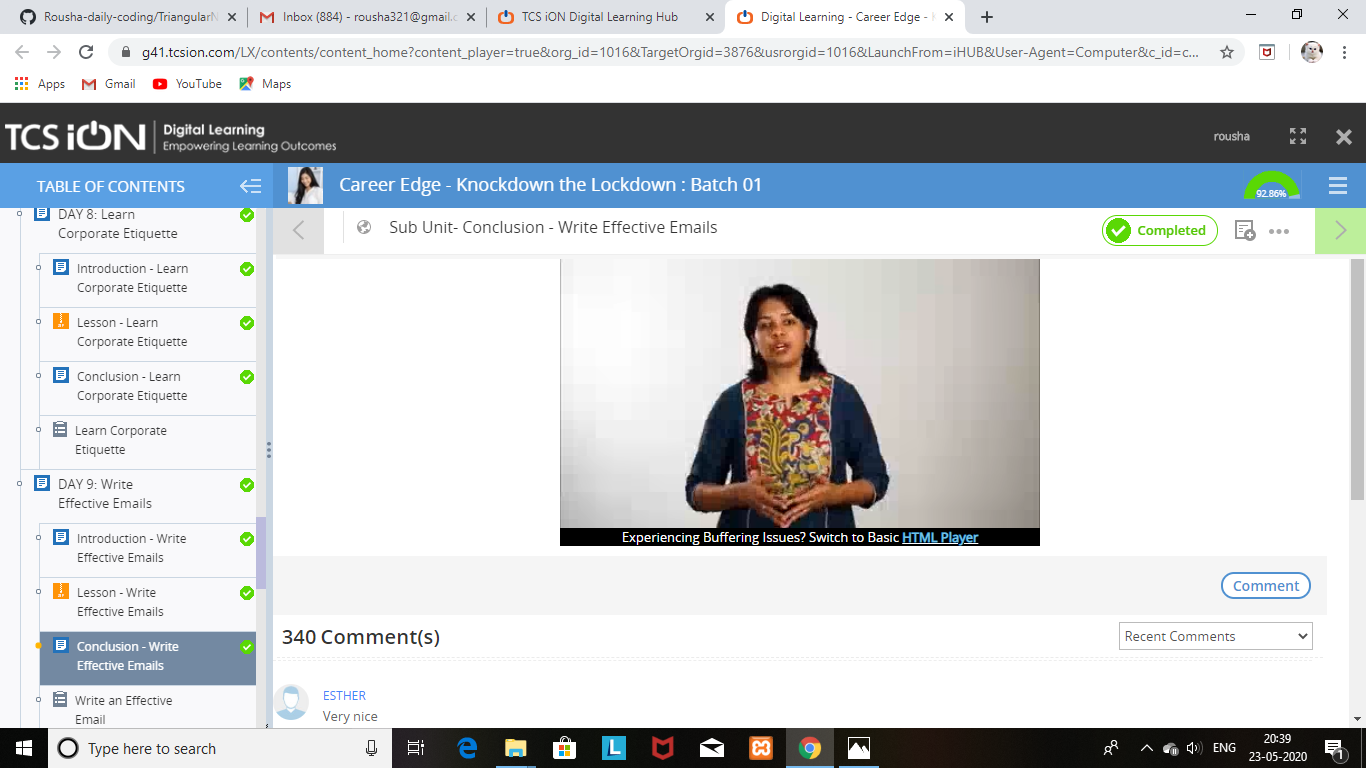 Rousha-daily-coding/TriangularN
Inbox (884) - rousha321@gmail.c
TCS iON Digital Learning Hub
Digital Learning - Career Edge -
g41.tcsion.com/LX/contents/content_home?content_player=true&org_id=1016&TargetOrgid=3876&usrorgid=1016&LaunchFrom=iHUB&User-Agent=Computer&c_id=c...
Apps
Gmail
YouTube
Maps
TCS iON
Digital Learning
Empowering Learning Outcomes
rousha
TABLE OF CONTENTS
Career Edge - Knockdown the Lockdown : Batch 01
92.86%
DAY 8: Learn
Corporate Etiquette
Introduction - Learn
Corporate Etiquette
Lesson - Learn
Corporate Etiquette
Conclusion - Learn
Corporate Etiquette
Learn Corporate
Etiquette
DAY 9: Write
Effective Emails
Introduction - Write
Effective Emails
Lesson - Write
Effective Emails
Conclusion - Write
Effective Emails
Write an Effective
Email
Sub Unit- Conclusion - Write Effective Emails
Completed
Experiencing Buffering Issues? Switch to Basic HTML Player
Comment
340 Comment(s)
Recent Comments
ESTHER
Very nice
Type here to search
ENG
20:39
23-05-2020
1